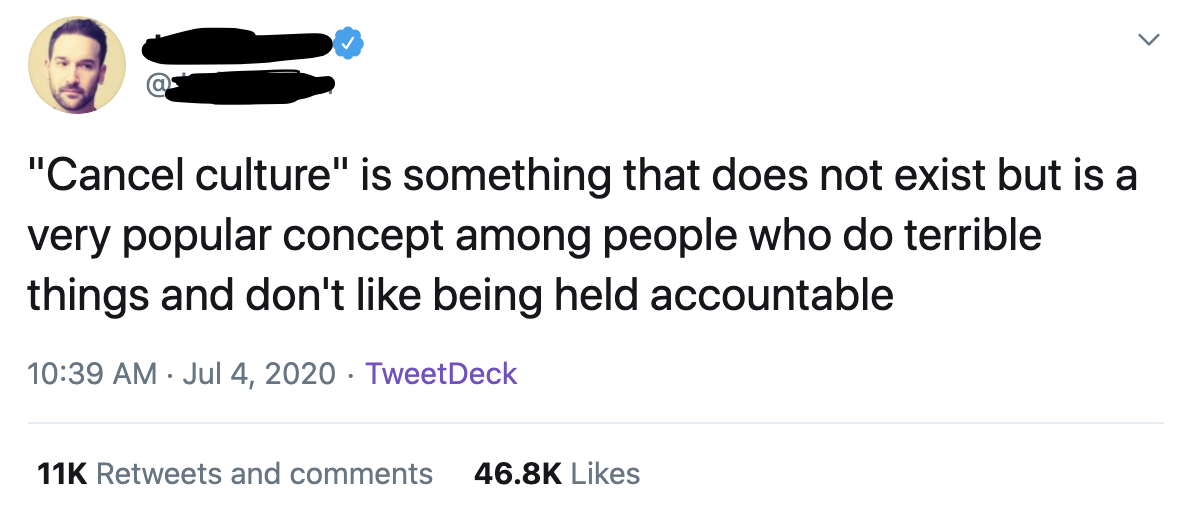 @
"Cancel culture" is something that does not exist but is a
very popular concept among people who do terrible
things and don't like being held accountable
10:39 AM · Jul 4, 2020 · TweetDeck
11K Retweets and comments 46.8K Likes